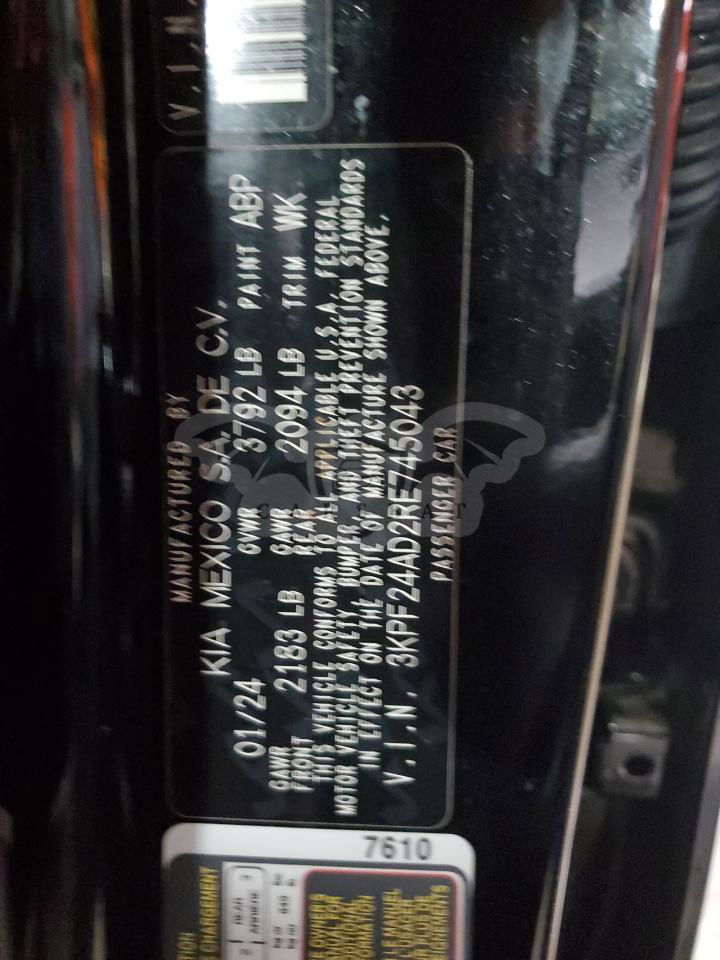 V.I.N.
MANUFACTURED BY
KIA MEXICO S.A. DE C.V.
01/24 GVWR 3792 LB PAINT ABP
GAWR FRONT 2183 LB GAWR REAR 2094 LB TRIM WK
THIS VEHICLE CONFORMS TO ALL APPLICABLE U.S.A. FEDERAL
MOTOR VEHICLE SAFETY, BUMPER, AND THEFT PREVENTION STANDARDS
IN EFFECT ON THE DATE OF MANUFACTURE SHOWN ABOVE.
V.I.N. 3KPF24AD2RE745043
PASSENGER CAR
7610